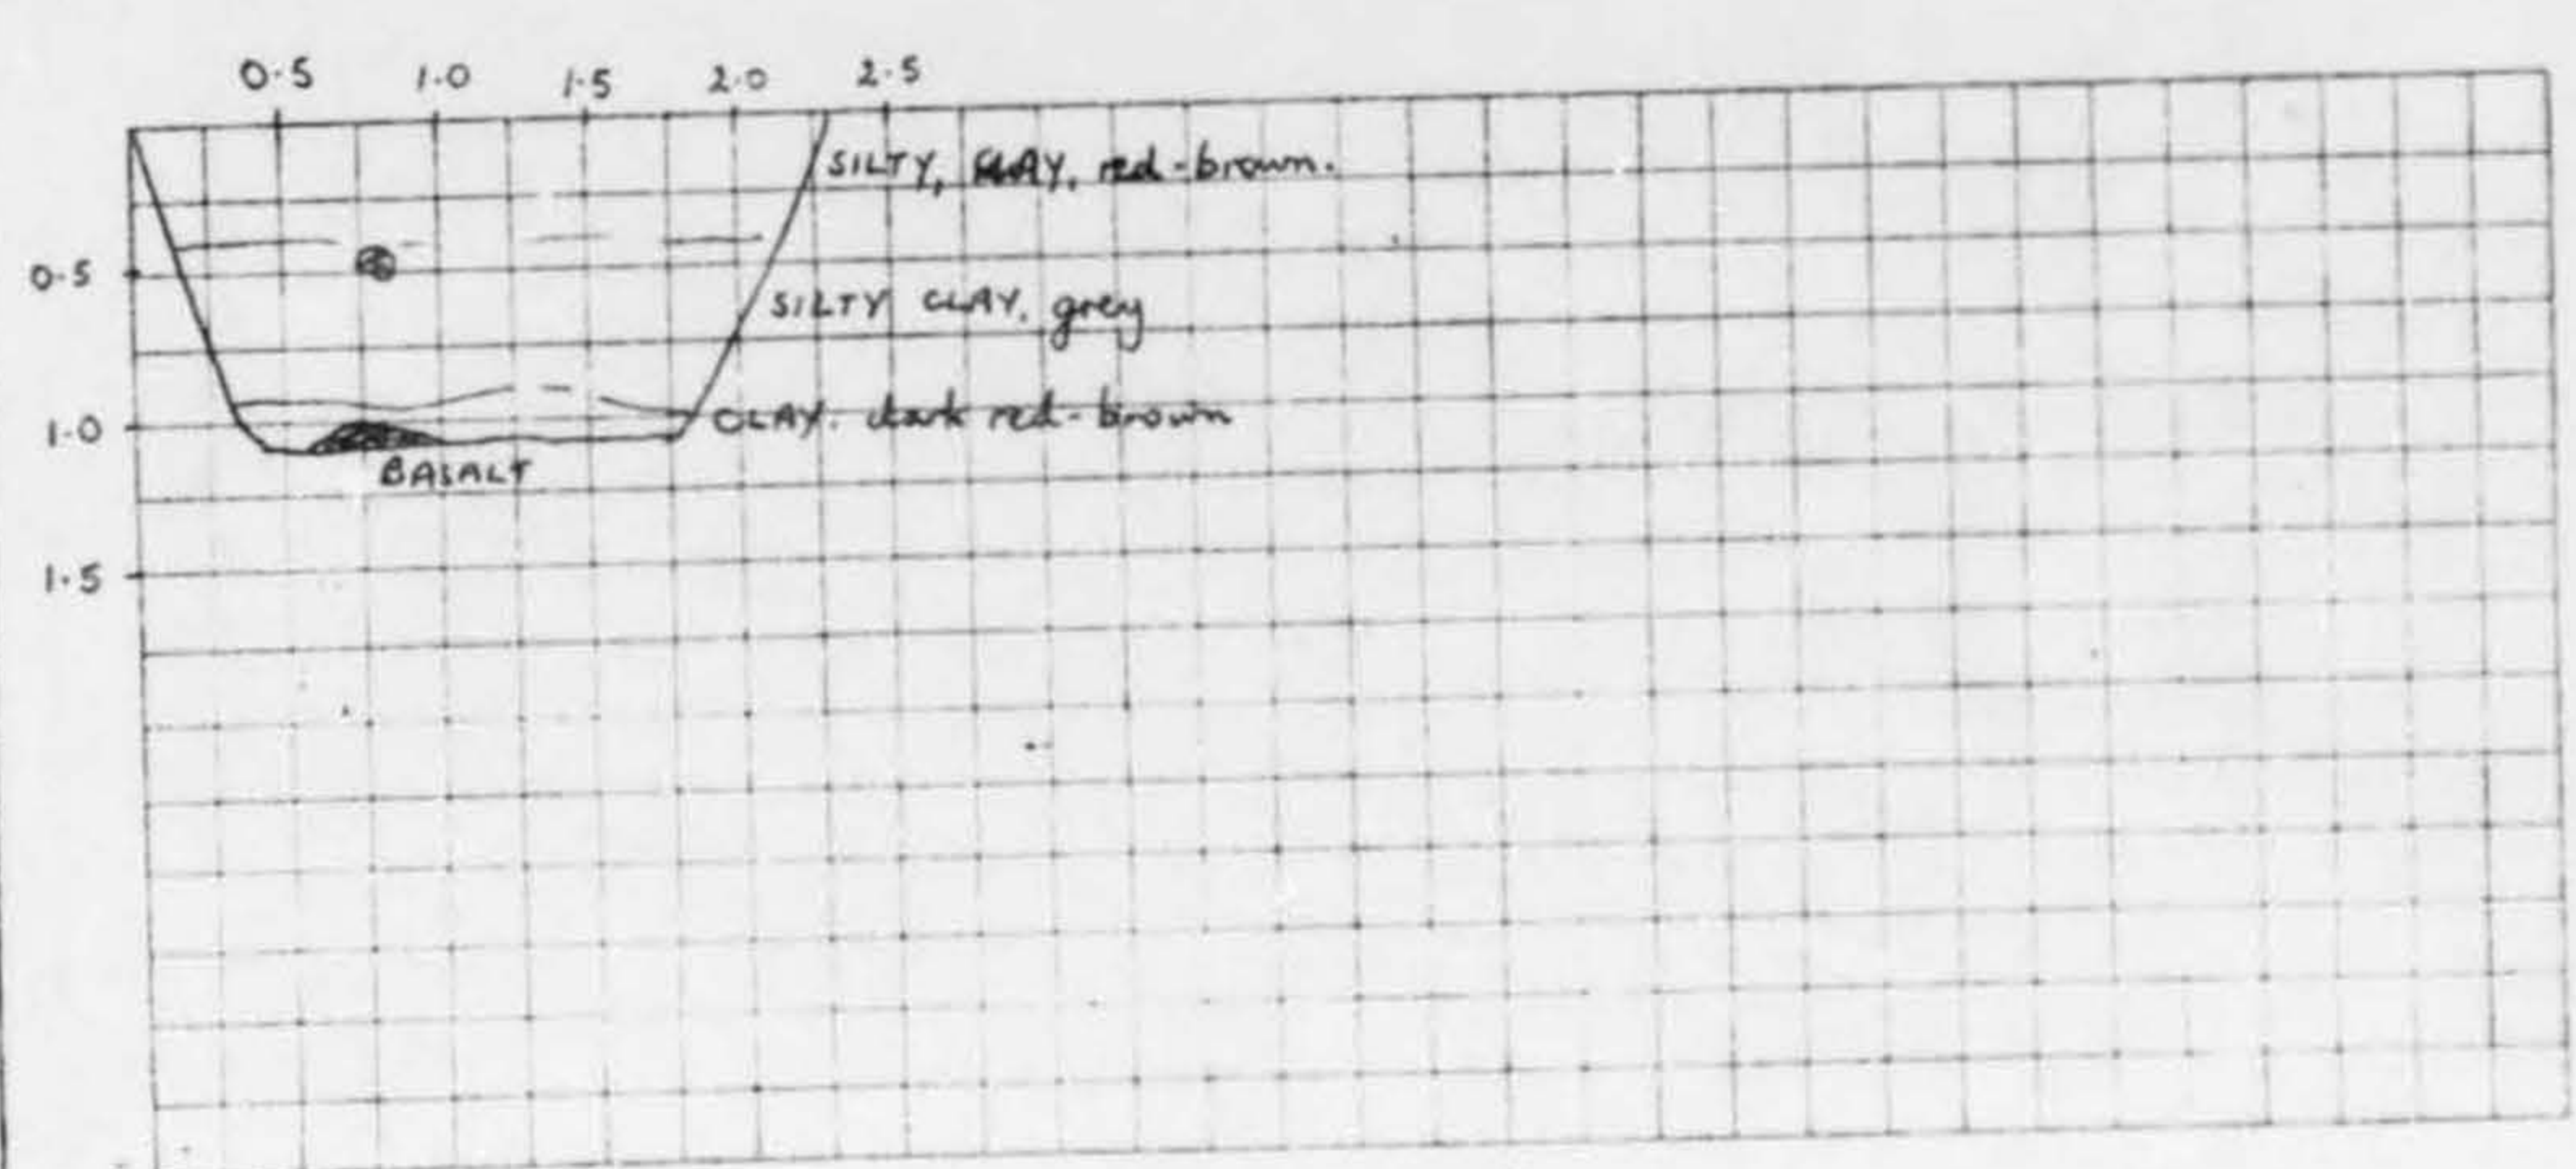 0.5 1.0 1.5 2.0 2.5
SILTY, CLAY, red-brown.
0.5
SILTY CLAY. grey
1.0
CLAY. dark red-brown
BASALT
1.5